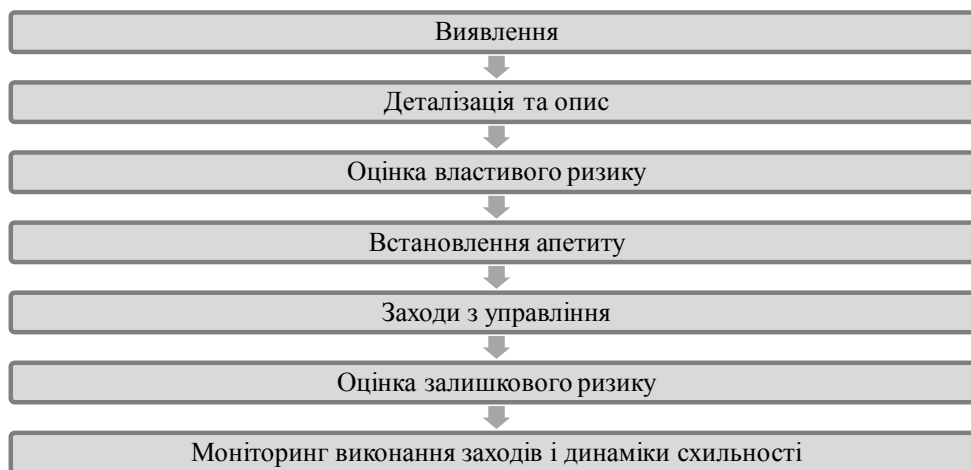 Виявлення
Деталізація та опис
Оцінка властивого ризику
Встановлення апетиту
Заходи з управління
Оцінка залишкового ризику
Моніторинг виконання заходів і динаміки схильності